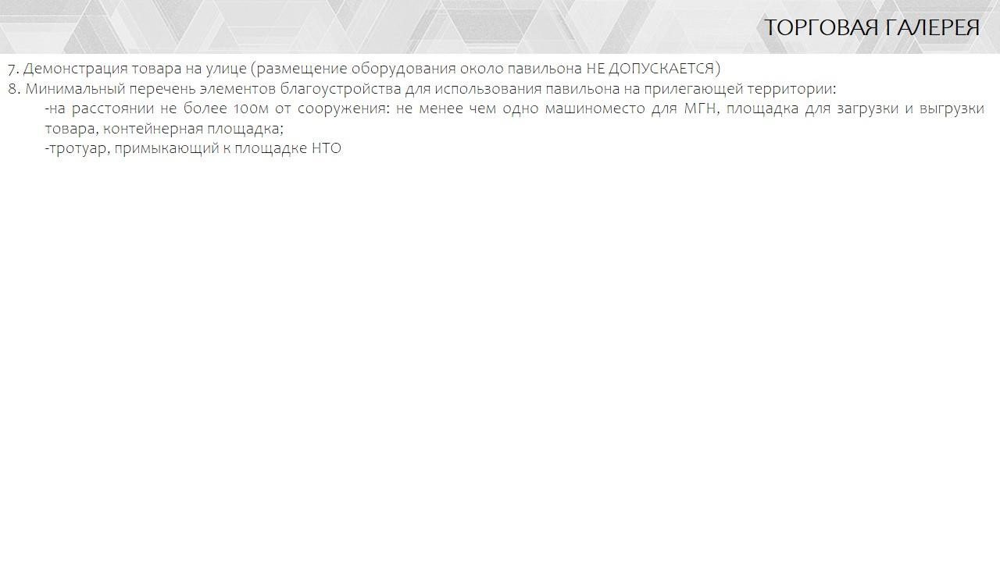 ТОРГОВАЯ ГАЛЕРЕЯ
7. Демонстрация товара на улице (размещение оборудования около павильона НЕ ДОПУСКАЕТСЯ)
8. Минимальный перечень элементов благоустройства для использования павильона на прилегающей территории:
-на расстоянии не более 100м от сооружения: не менее чем одно машиноместо для МГН, площадка для загрузки и выгрузки
товара, контейнерная площадка;
-тротуар, примыкающий к площадке НТО